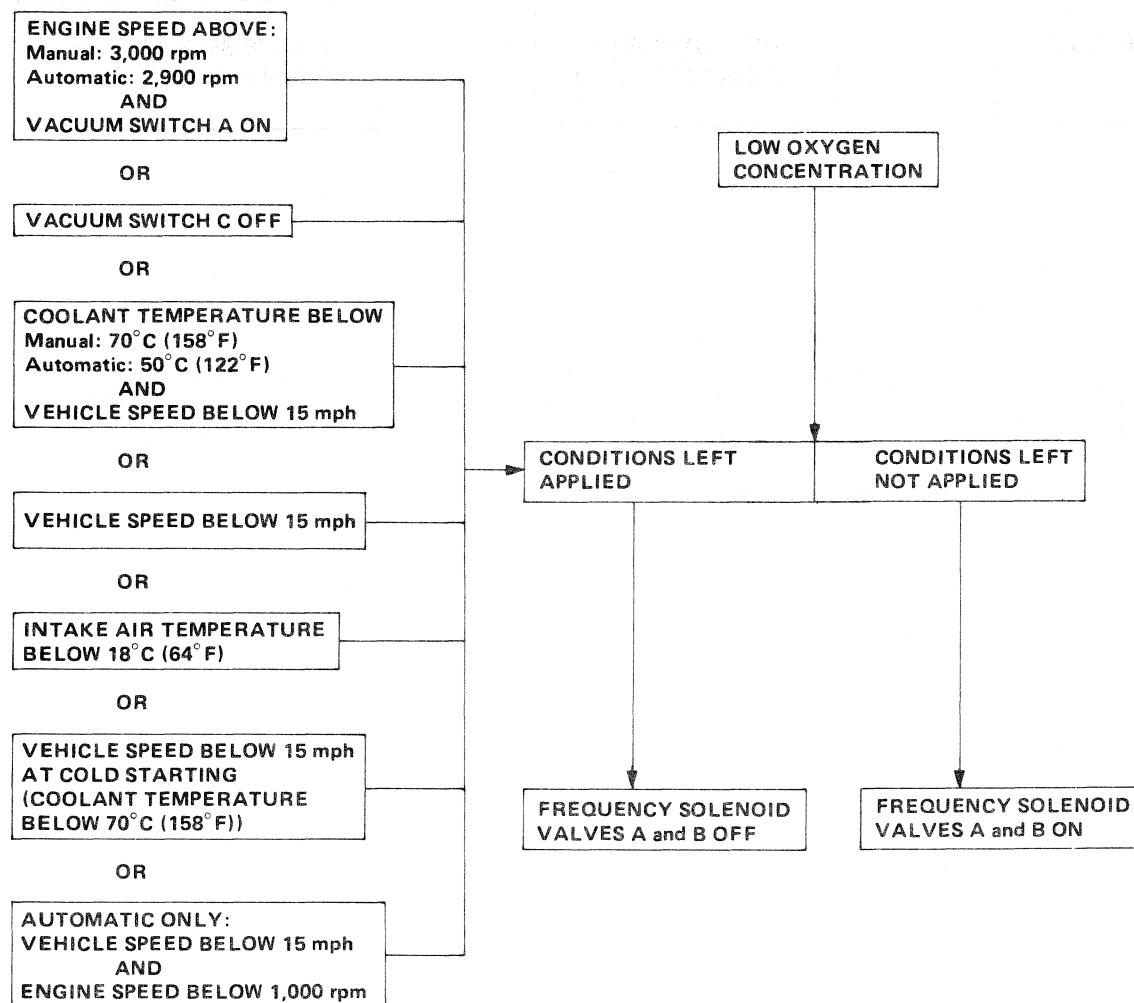 ENGINE SPEED ABOVE:
Manual: 3,000 rpm
Automatic: 2,900 rpm
AND
VACUUM SWITCH A ON
OR
VACUUM SWITCH C OFF
OR
COOLANT TEMPERATURE BELOW
Manual: 70°C (158°F)
Automatic: 50°C (122°F)
AND
VEHICLE SPEED BELOW 15 mph
OR
VEHICLE SPEED BELOW 15 mph
OR
INTAKE AIR TEMPERATURE
BELOW 18°C (64°F)
OR
VEHICLE SPEED BELOW 15 mph
AT COLD STARTING
(COOLANT TEMPERATURE
BELOW 70°C (158°F))
OR
AUTOMATIC ONLY:
VEHICLE SPEED BELOW 15 mph
AND
ENGINE SPEED BELOW 1,000 rpm
LOW OXYGEN
CONCENTRATION
CONDITIONS LEFT
APPLIED
CONDITIONS LEFT
NOT APPLIED
FREQUENCY SOLENOID
VALVES A and B OFF
FREQUENCY SOLENOID
VALVES A and B ON